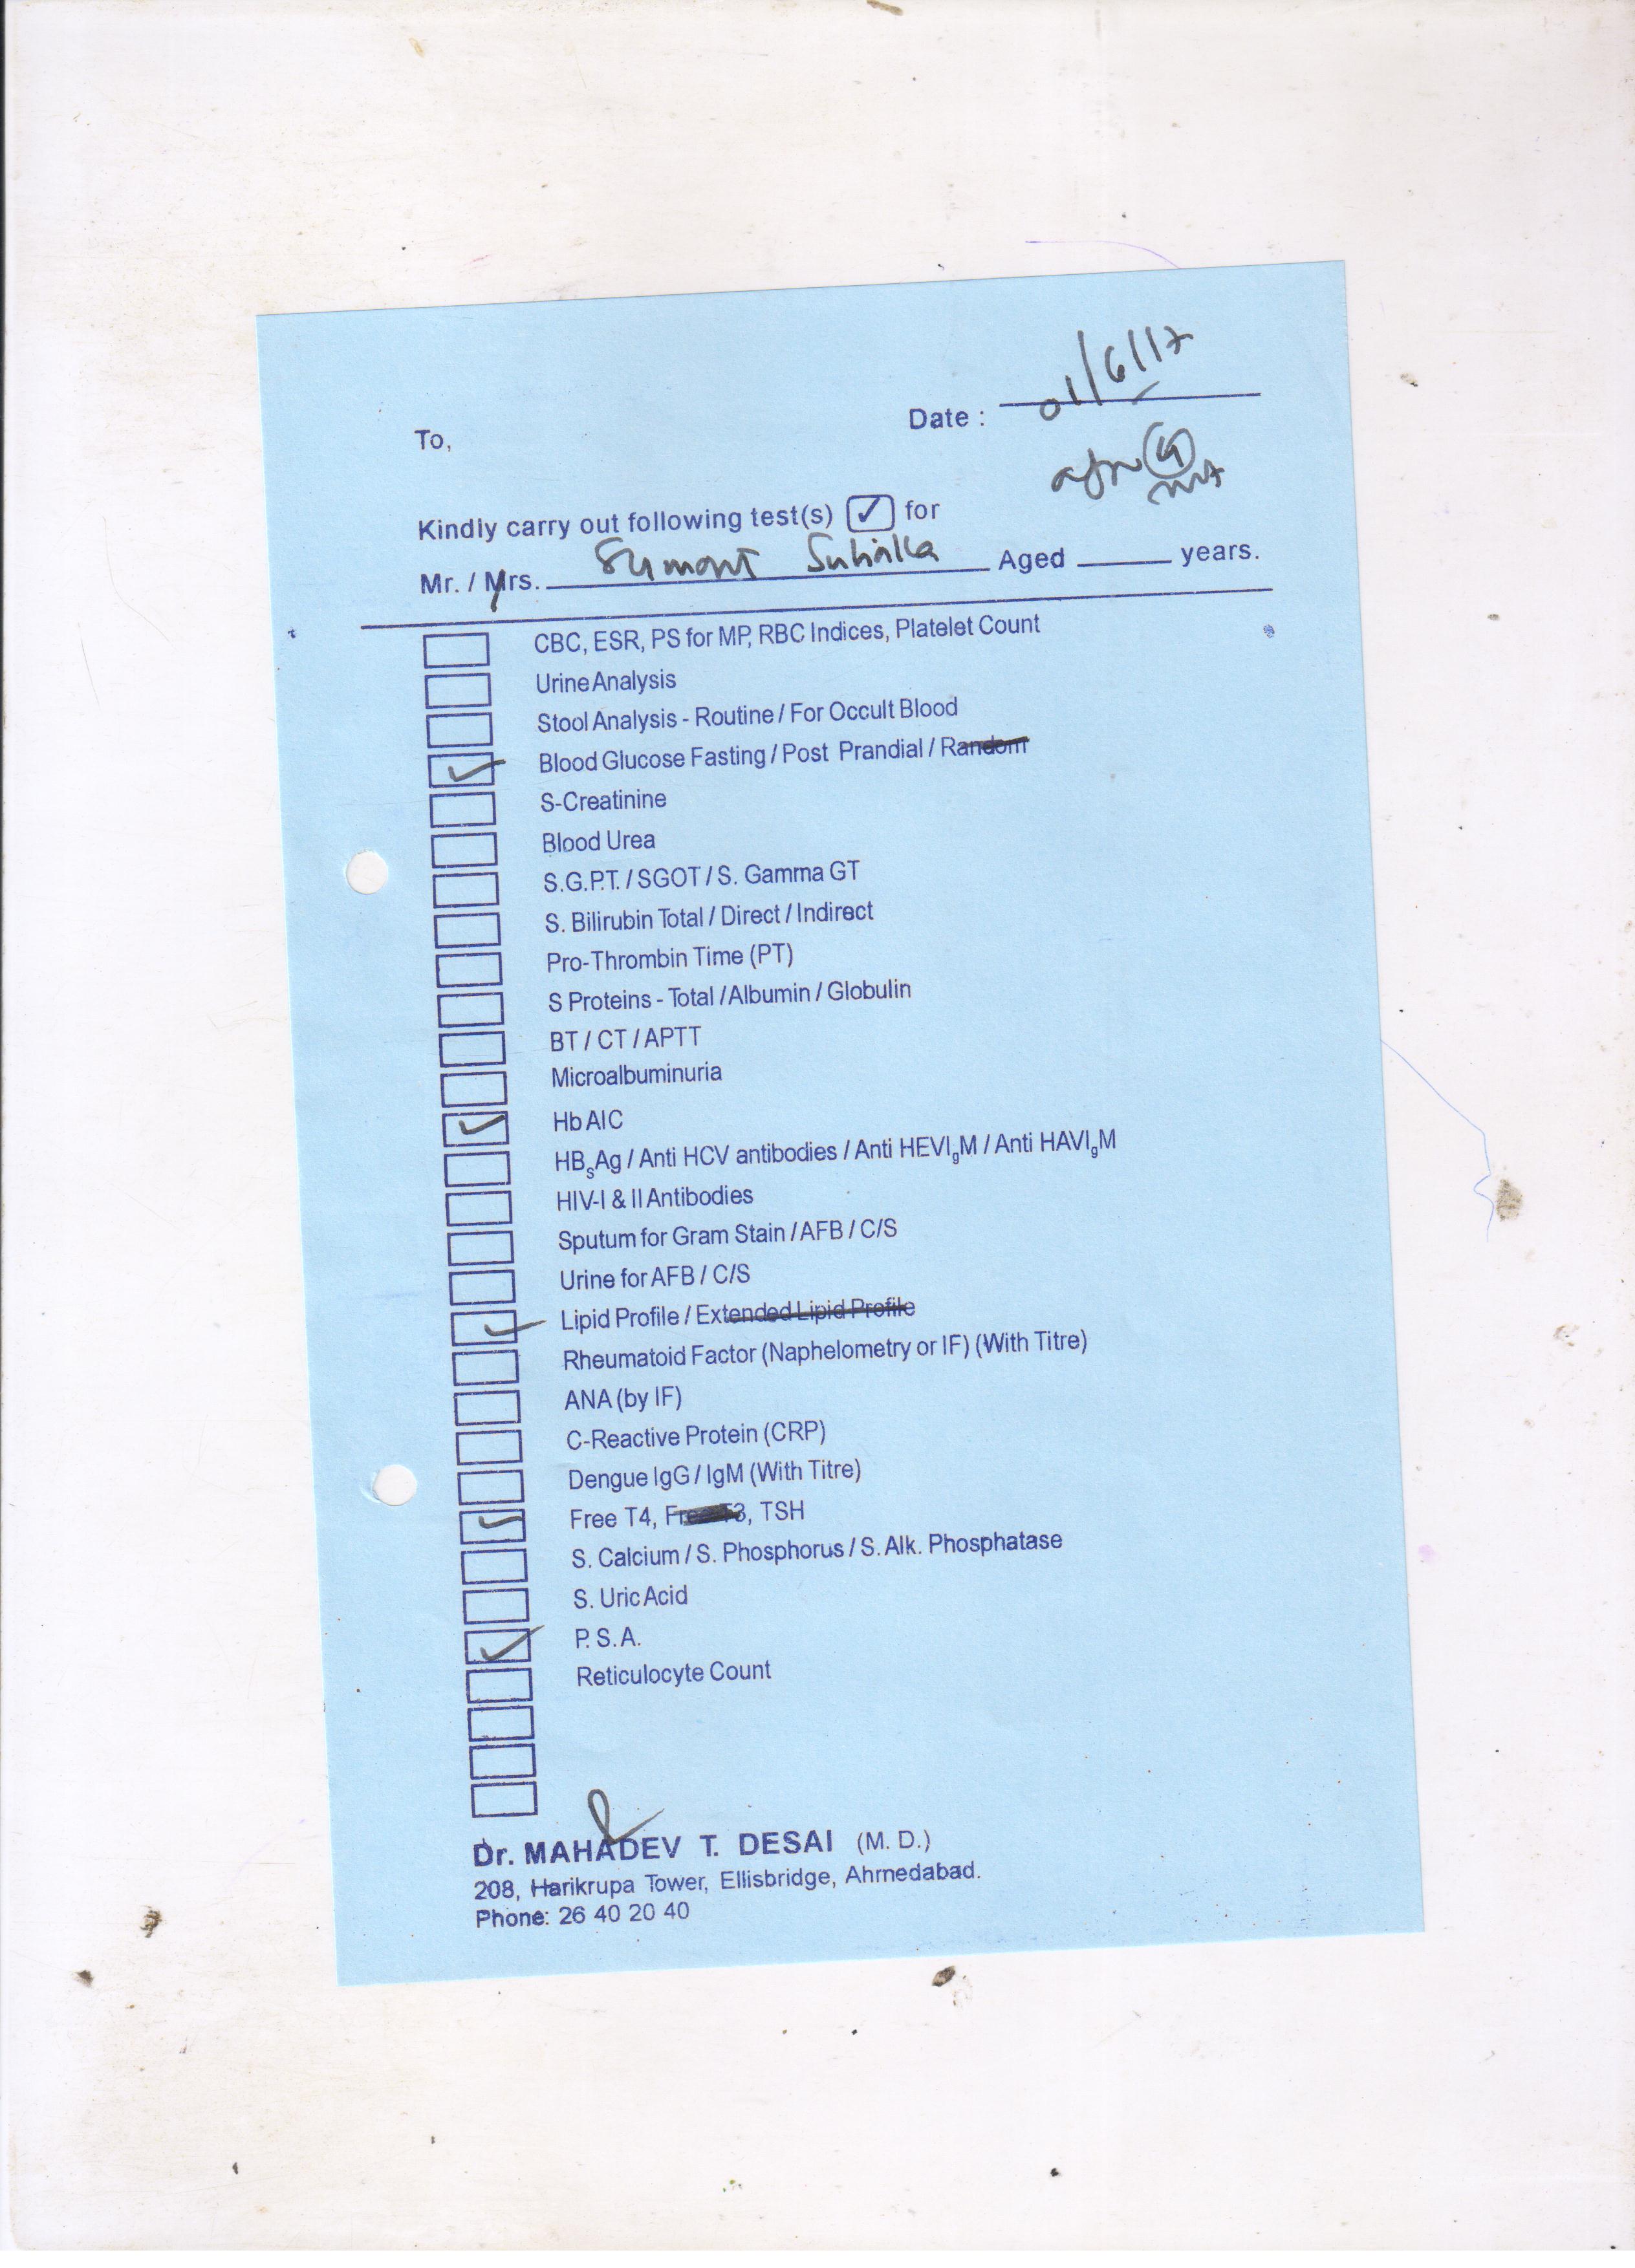 Date : 01/6/17
To,
after 4
Kindly carry out following test(s) ✓ for
Mr. / Mrs. Aged years.
CBC, ESR, PS for MP, RBC Indices, Platelet Count
Urine Analysis
Stool Analysis - Routine / For Occult Blood
Blood Glucose Fasting / Post Prandial / Random
S-Creatinine
Blood Urea
S.G.P.T. / SGOT / S. Gamma GT
S. Bilirubin Total / Direct / Indirect
Pro-Thrombin Time (PT)
S Proteins - Total / Albumin / Globulin
BT / CT / APTT
Microalbuminuria
Hb AIC
HBsAg / Anti HCV antibodies / Anti HEVIgM / Anti HAVIgM
HIV-I & II Antibodies
Sputum for Gram Stain / AFB / C/S
Urine for AFB / C/S
Lipid Profile / Extended Lipid Profile
Rheumatoid Factor (Naphelometry or IF) (With Titre)
ANA (by IF)
C-Reactive Protein (CRP)
Dengue IgG / IgM (With Titre)
Free T4, Free T3, TSH
S. Calcium / S. Phosphorus / S. Alk. Phosphatase
S. Uric Acid
P.S.A.
Reticulocyte Count
Dr. MAHADEV T. DESAI (M. D.)
208, Harikrupa Tower, Ellisbridge, Ahmedabad.
Phone: 26 40 20 40